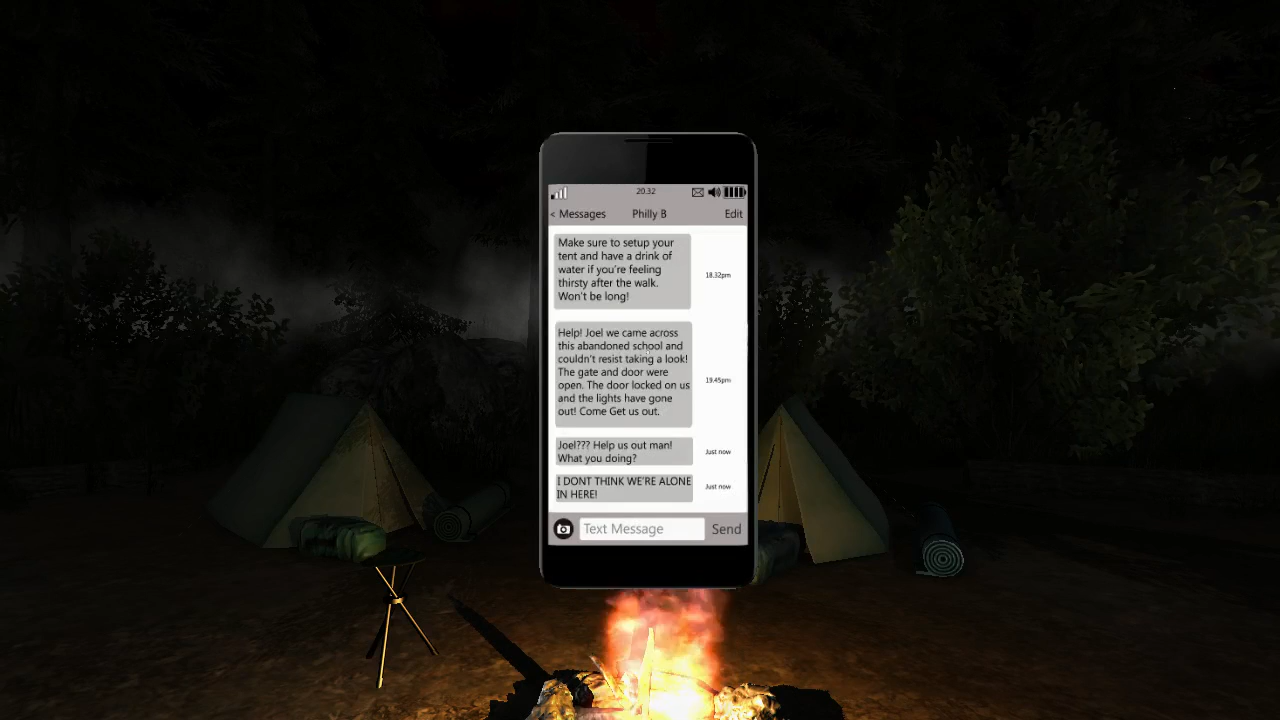 20.32
< Messages Philly B Edit
Make sure to setup your
tent and have a drink of
water if you're feeling
thirsty after the walk.
Won't be long!
18.32pm
Help! Joel we came across
this abandoned school and
couldn't resist taking a look!
The gate and door were
open. The door locked on us
and the lights have gone
out! Come Get us out.
19.45pm
Joel??? Help us out man!
What you doing?
Just now
I DONT THINK WE'RE ALONE
IN HERE!
Just now
Text Message Send